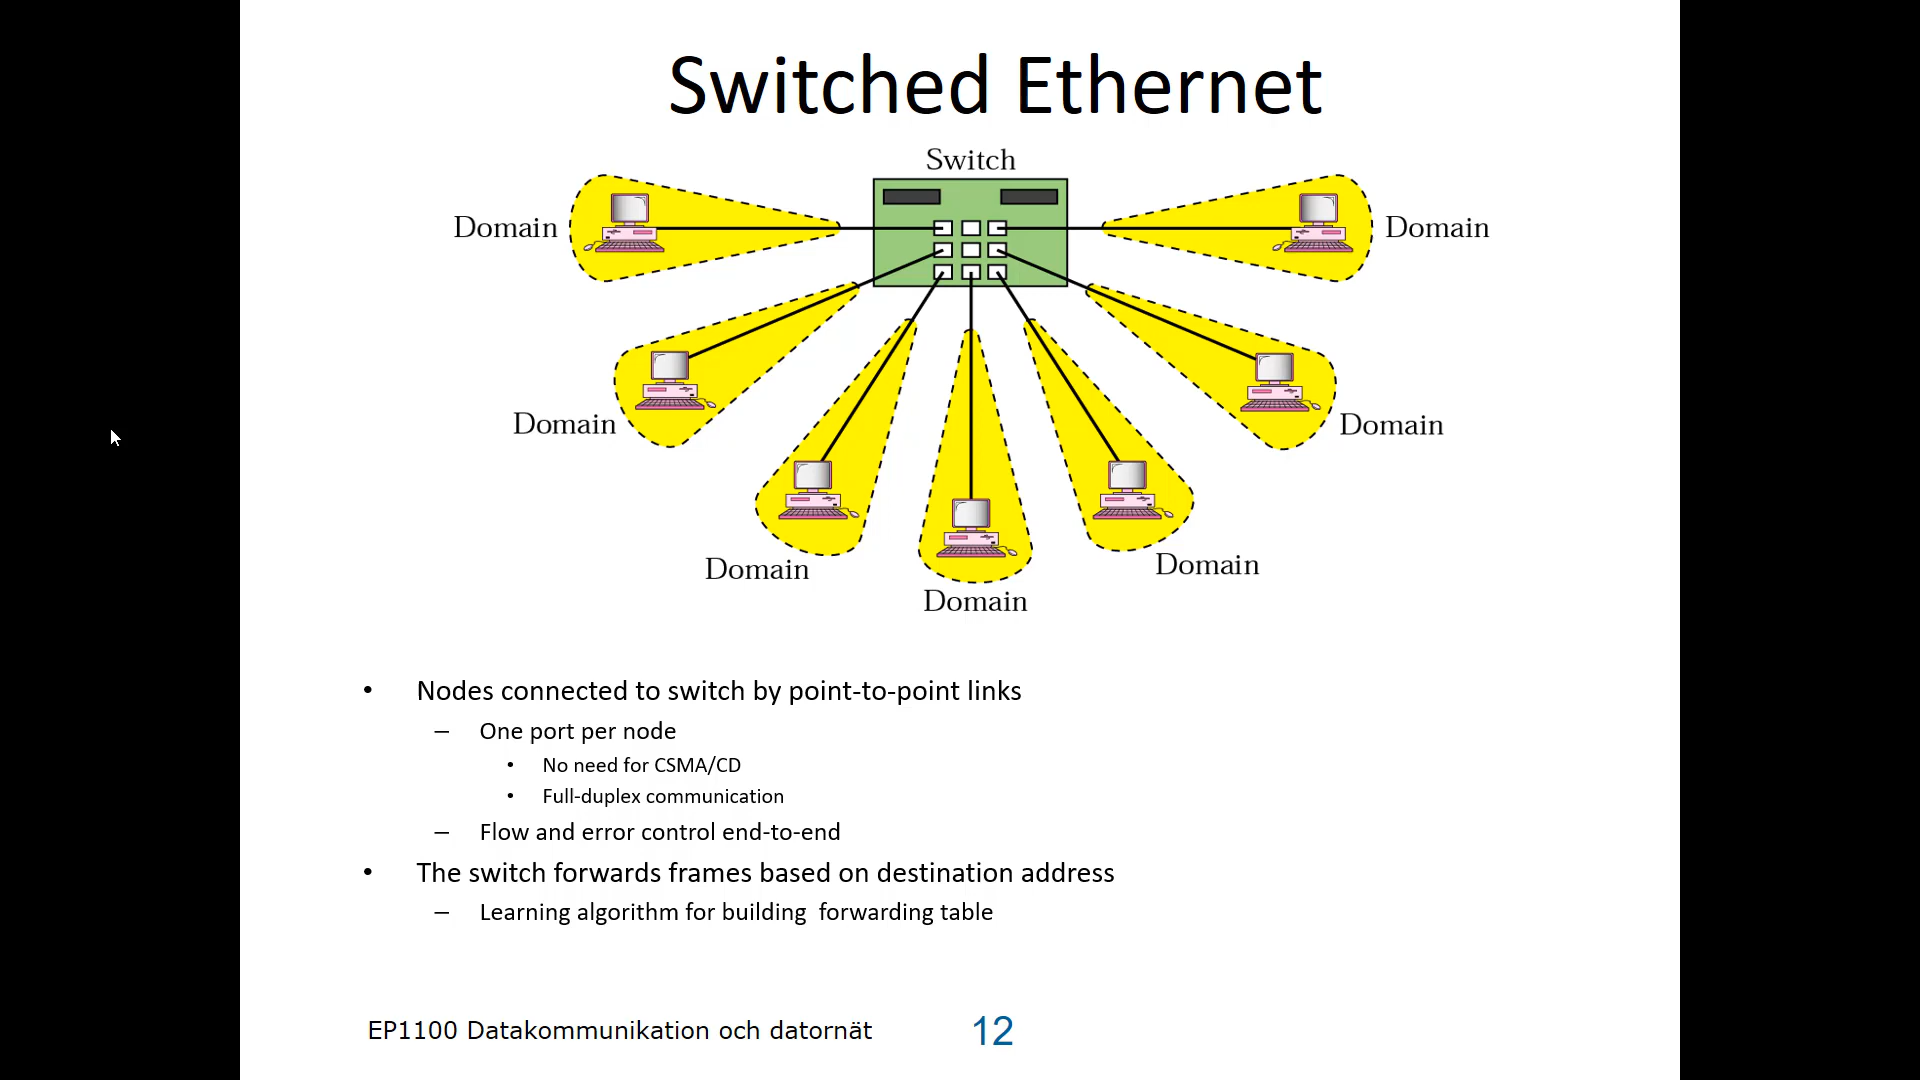 Switched Ethernet
Switch
Domain
Domain
Domain
Domain
Domain
Domain
Domain
• Nodes connected to switch by point-to-point links
– One port per node
• No need for CSMA/CD
• Full-duplex communication
– Flow and error control end-to-end
• The switch forwards frames based on destination address
– Learning algorithm for building  forwarding table
EP1100 Datakommunikation och datornät
12